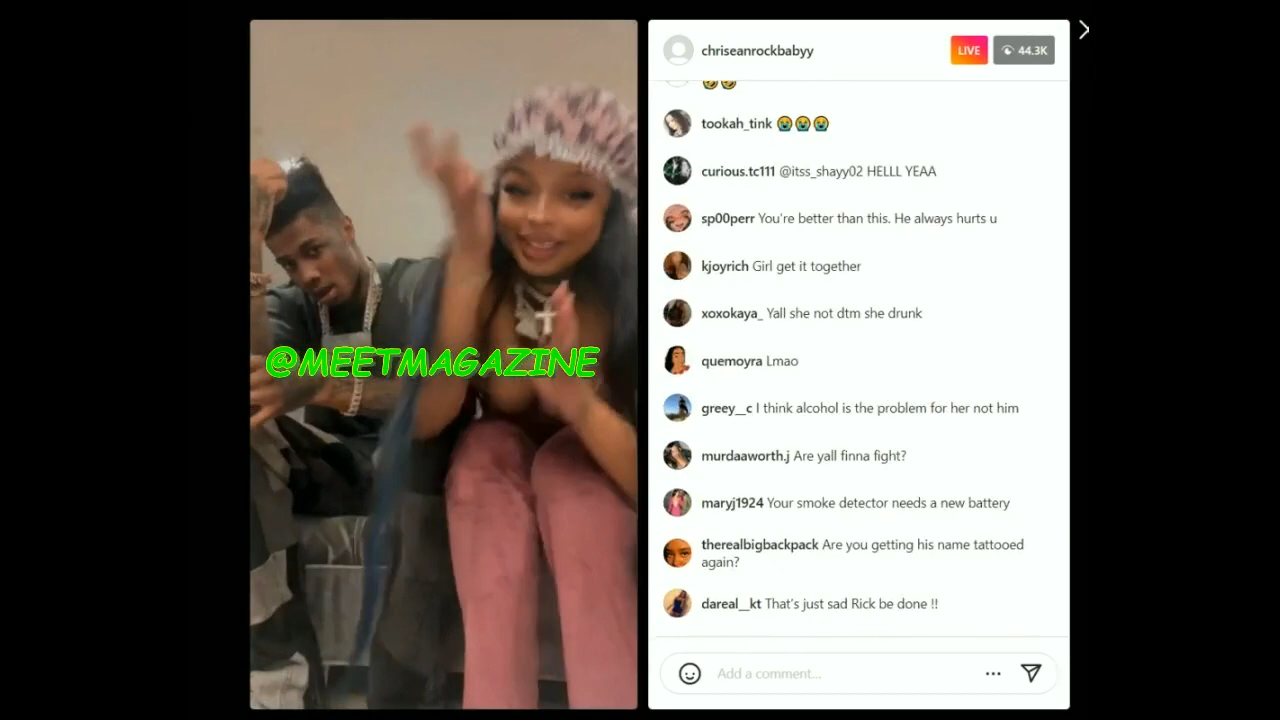 chriseanrockbabyy
LIVE
44.3K
🤣🤣
tookah_tink 😭😭😭
curious.tc111 @itss_shayy02 HELLL YEAA
sp00perr You're better than this. He always hurts u
kjoyrich Girl get it together
xoxokaya_ Yall she not dtm she drunk
@MEETMAGAZINE
quemoyra Lmao
greey__c I think alcohol is the problem for her not him
murdaaworth.j Are yall finna fight?
maryj1924 Your smoke detector needs a new battery
therealbigbackpack Are you getting his name tattooed
again?
dareal__kt That's just sad Rick be done !!
Add a comment...